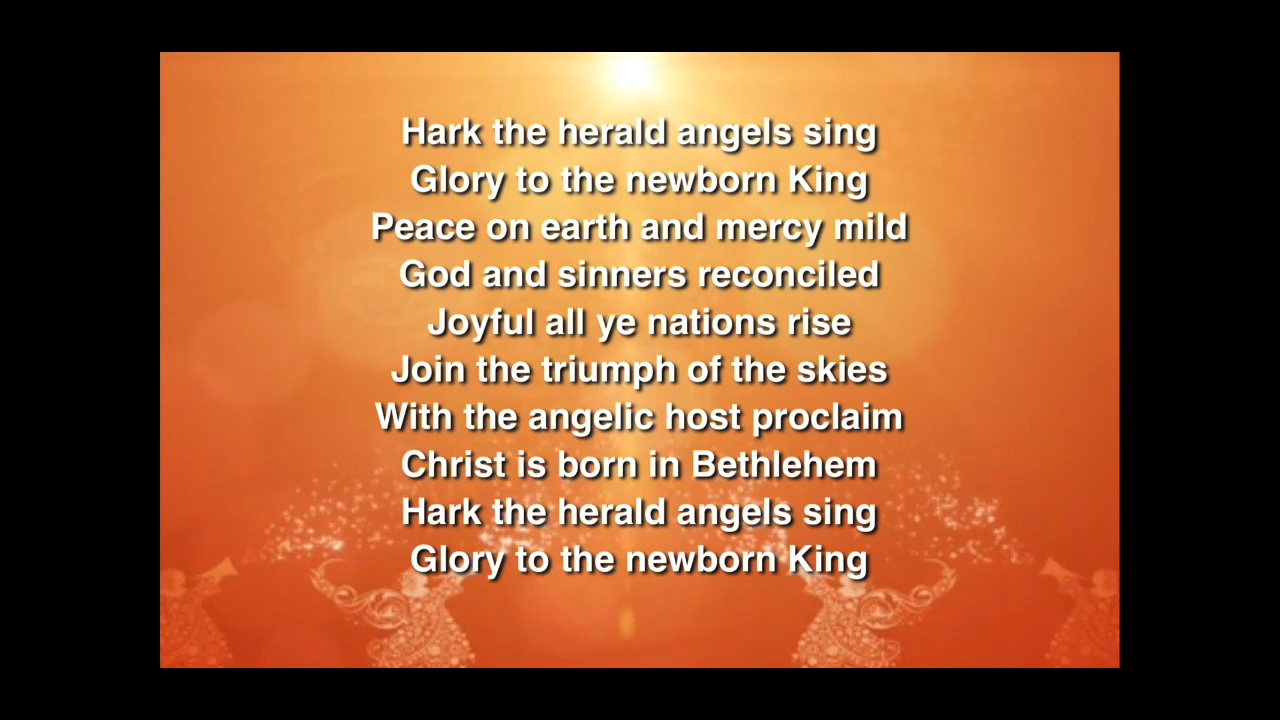 Hark the herald angels sing
Glory to the newborn King
Peace on earth and mercy mild
God and sinners reconciled
Joyful all ye nations rise
Join the triumph of the skies
With the angelic host proclaim
Christ is born in Bethlehem
Hark the herald angels sing
Glory to the newborn King